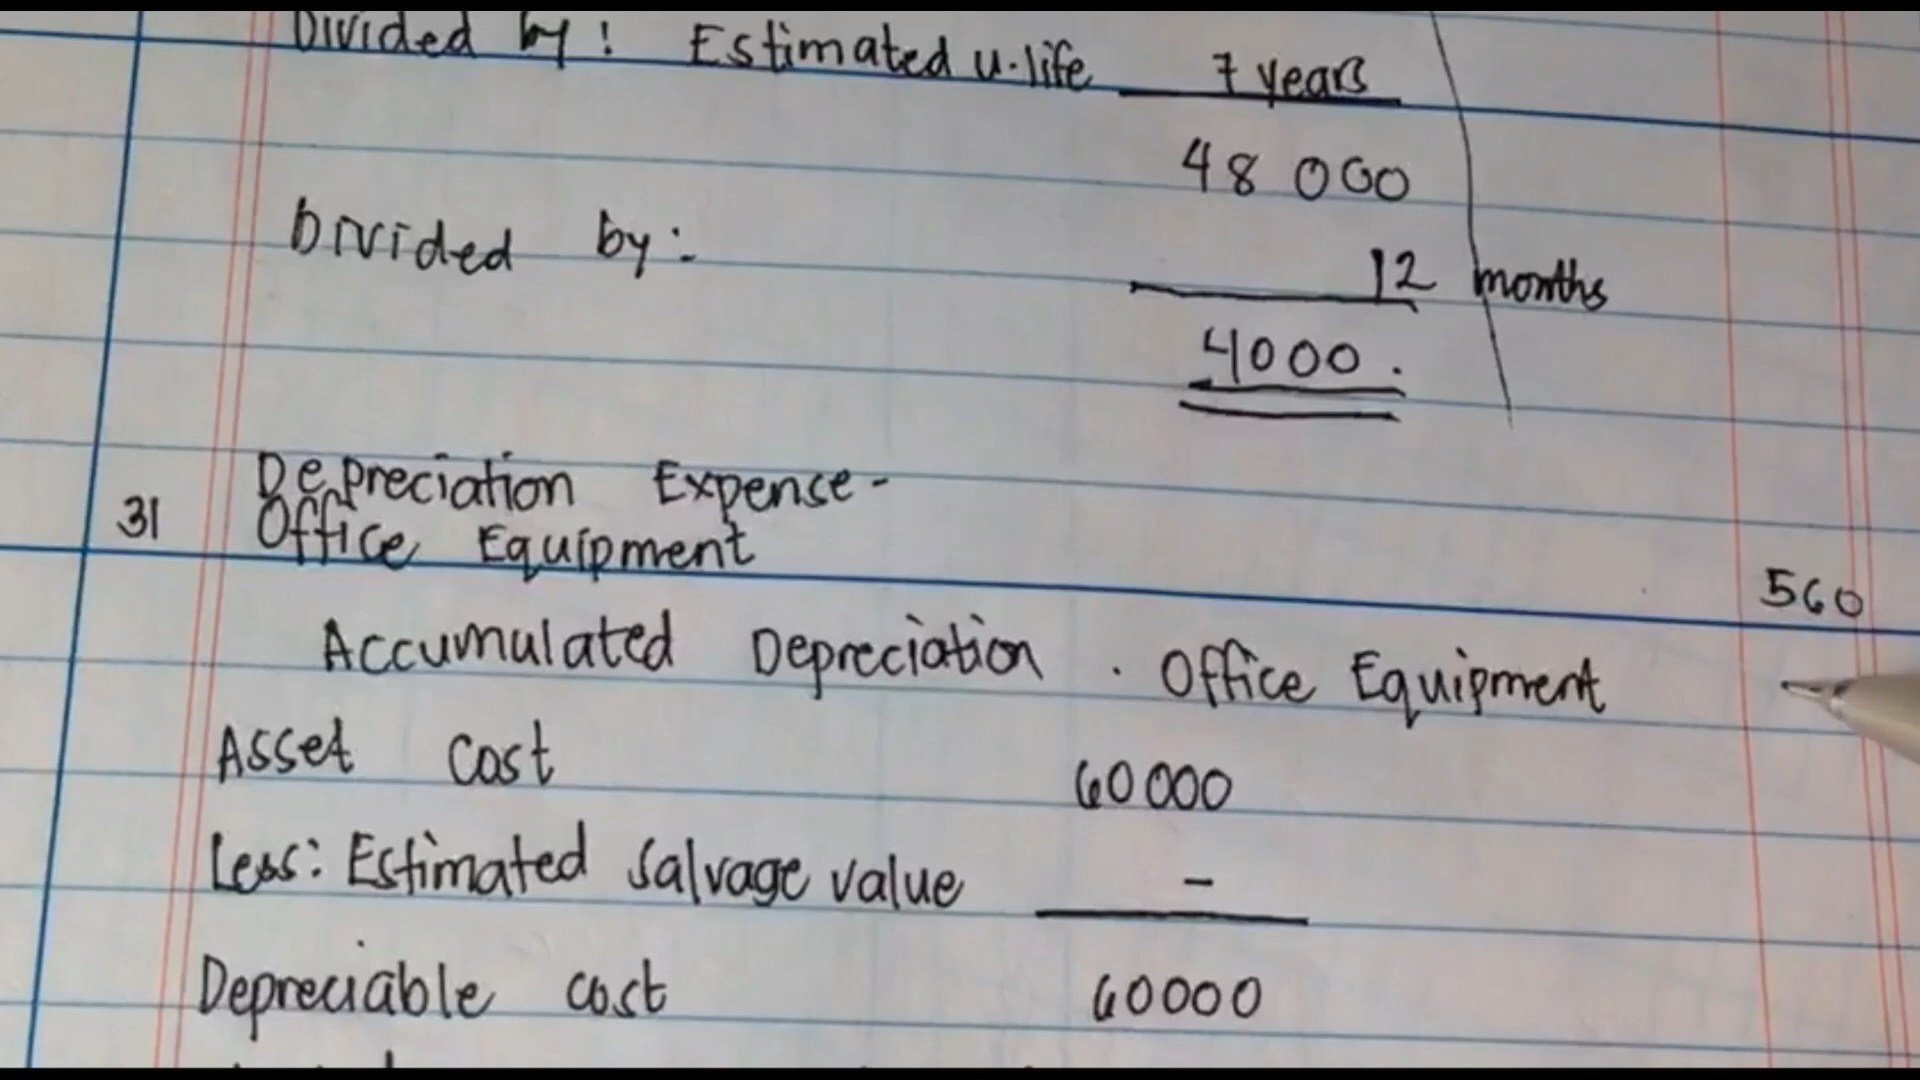 Divided by: Estimated u.life 7 years
48 000
Divided by: 12 months
4000.
Depreciation Expense-
31 Office Equipment
560
Accumulated Depreciation . Office Equipment
Asset cost 60000
Less: Estimated salvage value -
Depreciable cost 60000